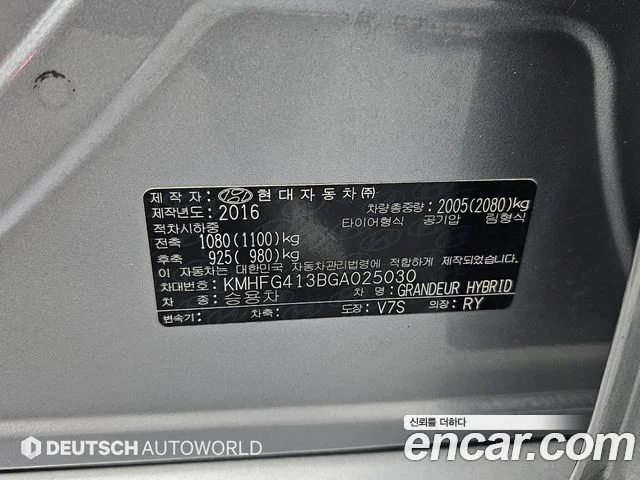 제작자: HYUNDAI 현대자동차㈜
제작년도: 2016 차량총중량: 2005(2080)kg
적차시하중 타이어형식 공기압 림형식
전축 1080(1100)kg
후축 925( 980)kg
이 자동차는 대한민국 자동차관리법령에 적합하게 제작되었습니다.
차대번호: KMHFG413BGA025030
차종: 승용차 차명: GRANDEUR HYBRID
변속기: 차축: 도장: V7S 의장: RY
신뢰를 더하다
encar.com
DEUTSCH AUTOWORLD